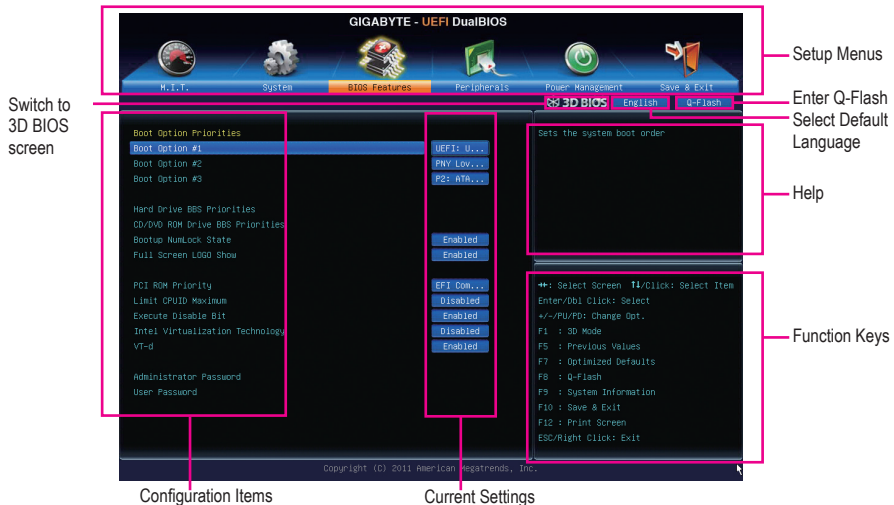 GIGABYTE - UEFI DualBIOS
Setup Menus
M.I.T. System BIOS Features Peripherals Power Management Save & Exit
Switch to
3D BIOS
screen
3D BIOS English Q-Flash
Enter Q-Flash
Select Default
Language
Boot Option Priorities
Boot Option #1 UEFI: U...
Boot Option #2 PNY Lov...
Boot Option #3 P2: ATA...
Hard Drive BBS Priorities
CD/DVD ROM Drive BBS Priorities
Bootup NumLock State Enabled
Full Screen LOGO Show Enabled
PCI ROM Priority EFI Com...
Limit CPUID Maximum Disabled
Execute Disable Bit Enabled
Intel Virtualization Technology Disabled
VT-d Enabled
Administrator Password
User Password
Sets the system boot order
Help
→←: Select Screen ↑↓/Click: Select Item
Enter/Dbl Click: Select
+/-/PU/PD: Change Opt.
F1 : 3D Mode
F5 : Previous Values
F7 : Optimized Defaults
F8 : Q-Flash
F9 : System Information
F10 : Save & Exit
F12 : Print Screen
ESC/Right Click: Exit
Function Keys
Copyright (C) 2011 American Megatrends, Inc.
Configuration Items
Current Settings